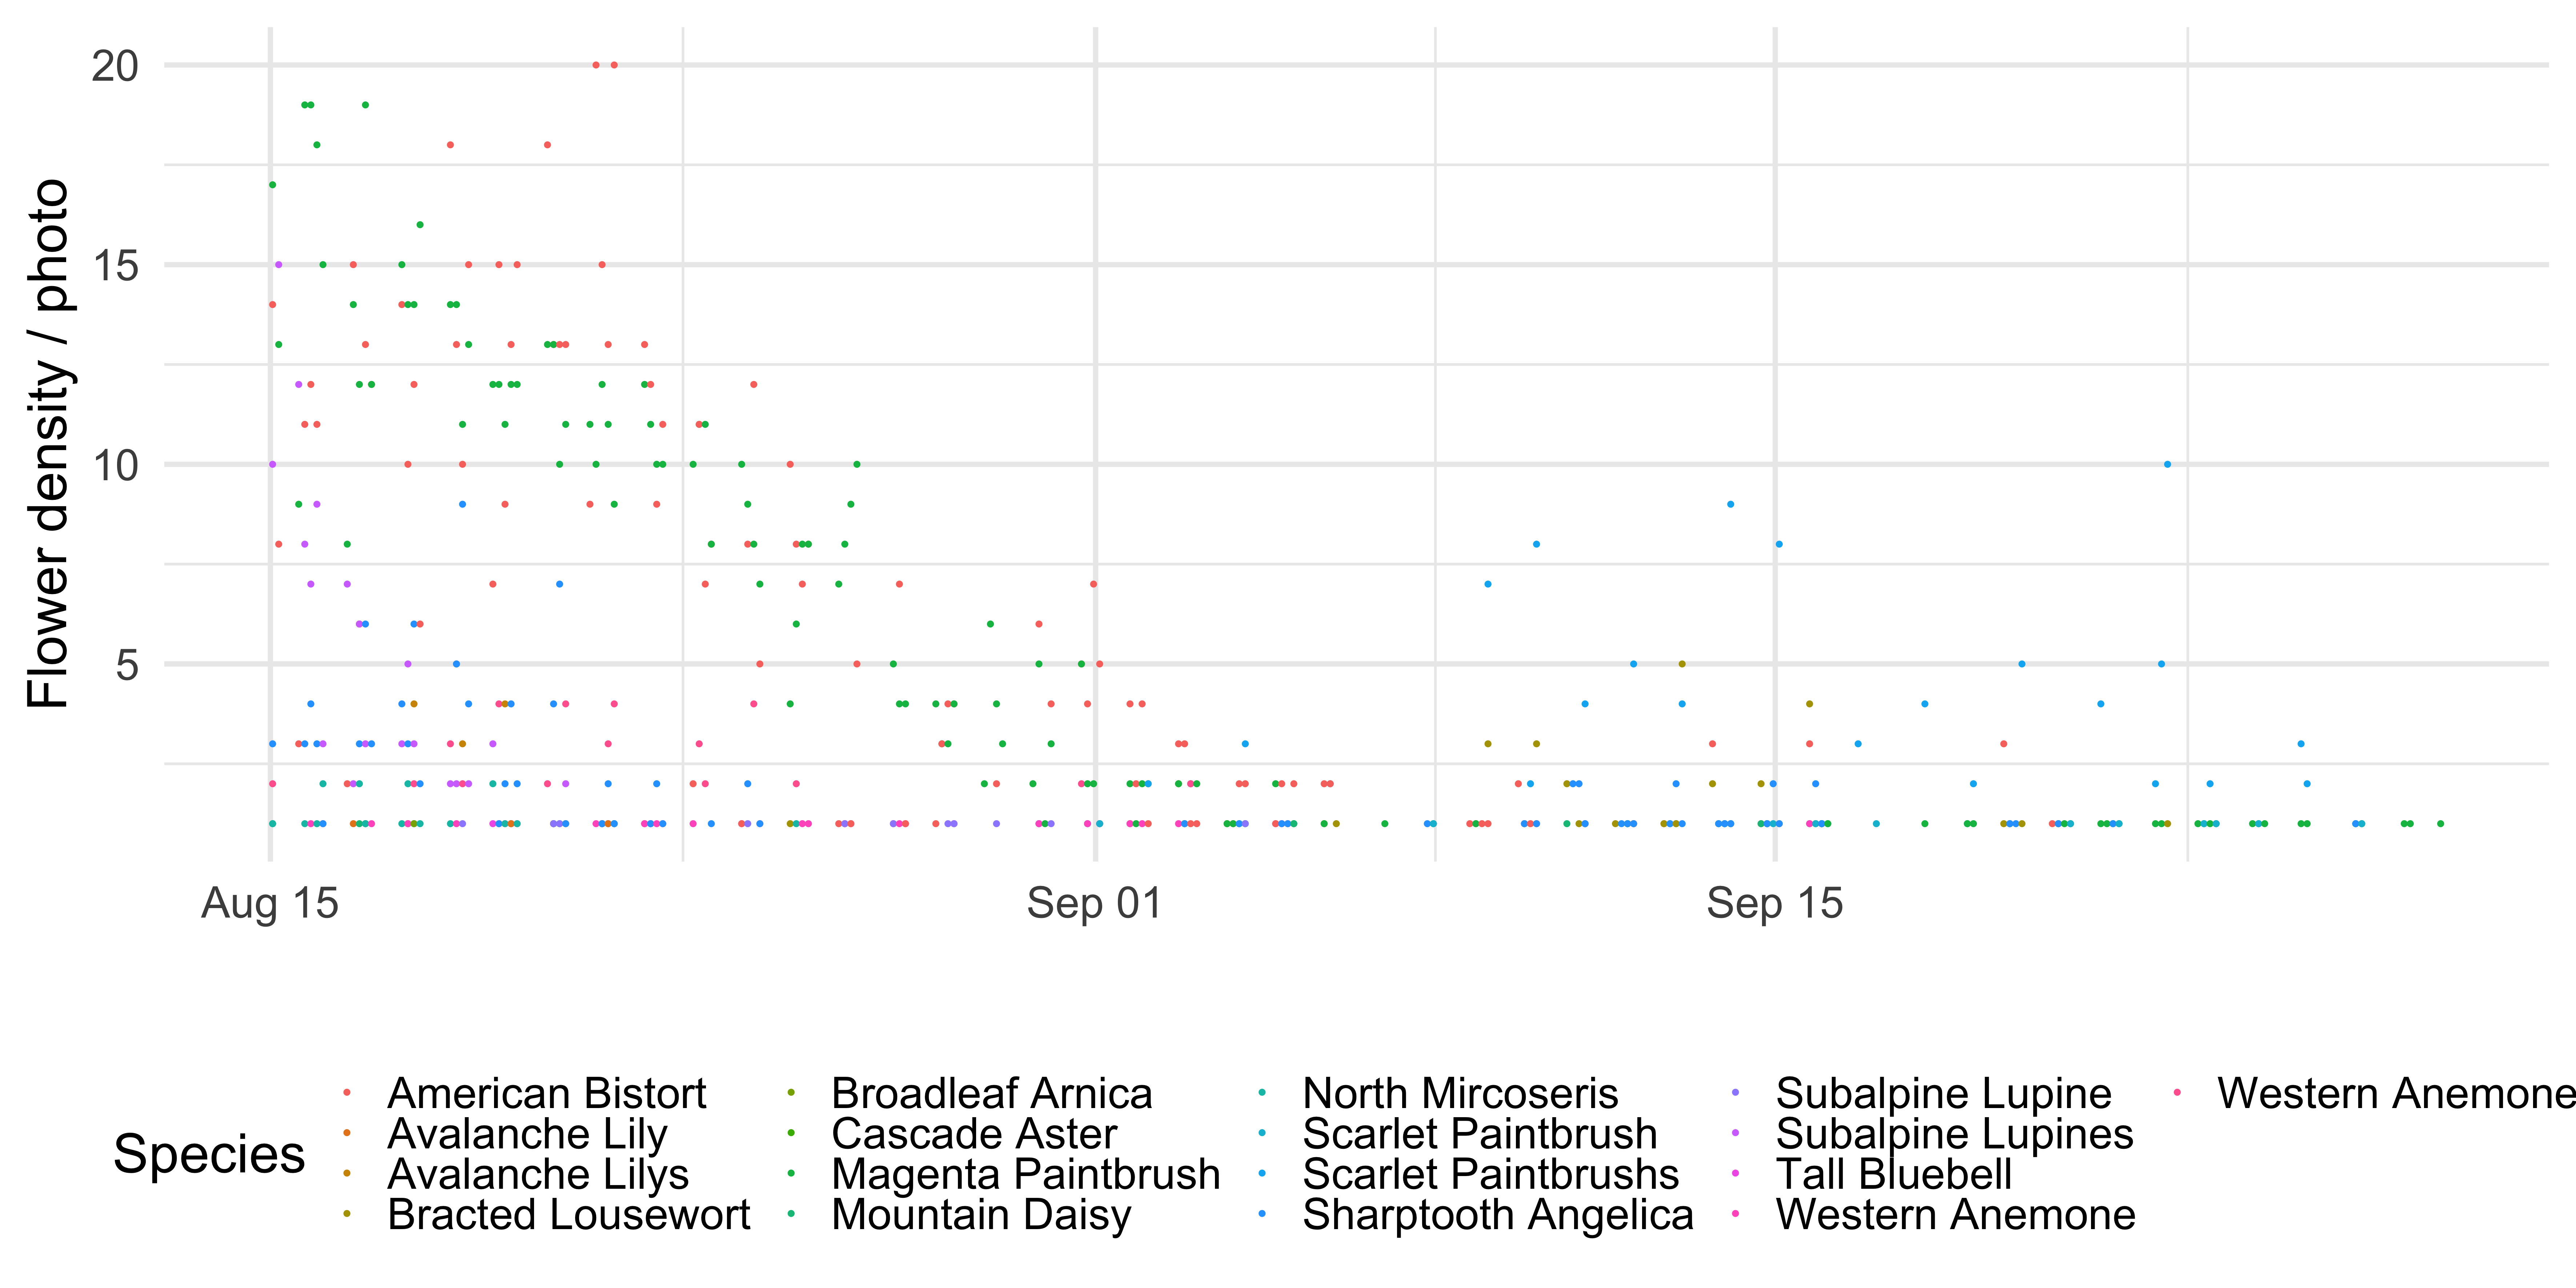 Flower density / photo
20
15
10
5
Aug 15
Sep 01
Sep 15
Species
American Bistort
Avalanche Lily
Avalanche Lilys
Bracted Lousewort
Broadleaf Arnica
Cascade Aster
Magenta Paintbrush
Mountain Daisy
North Mircoseris
Scarlet Paintbrush
Scarlet Paintbrushs
Sharptooth Angelica
Subalpine Lupine
Subalpine Lupines
Tall Bluebell
Western Anemone
Western Anemone